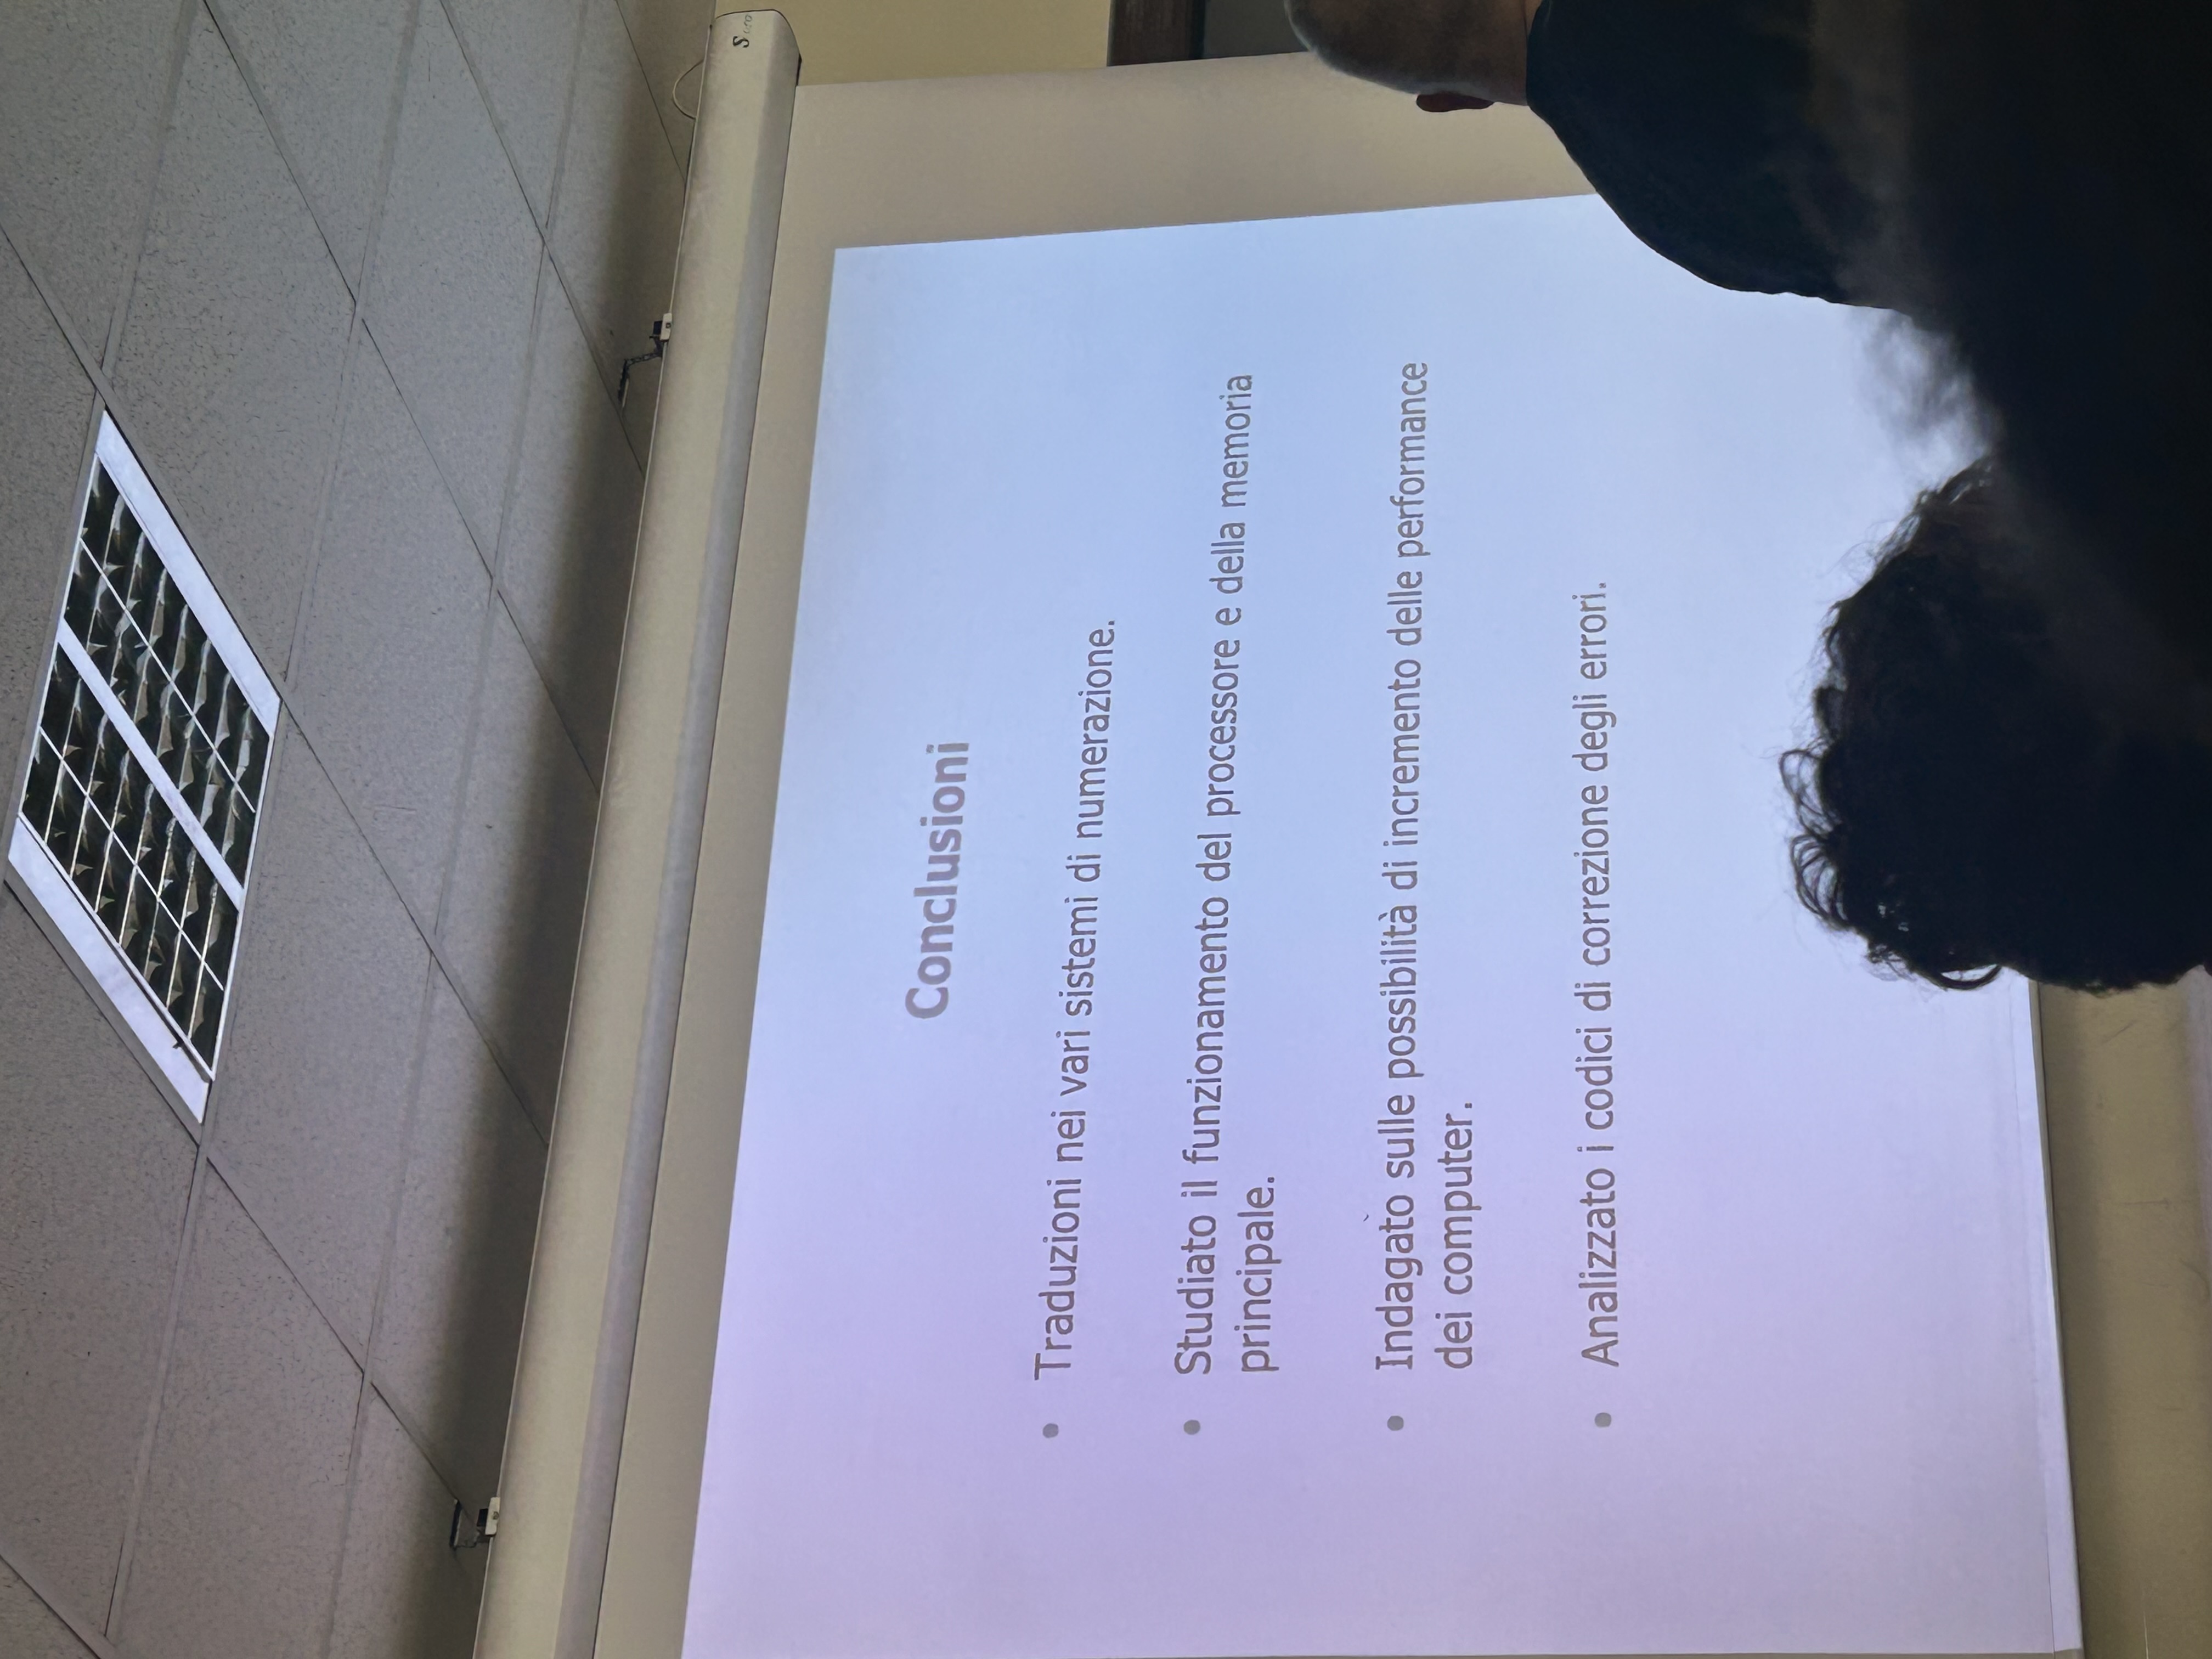 Conclusioni
• Traduzioni nei vari sistemi di numerazione.
• Studiato il funzionamento del processore e della memoria
principale.
• Indagato sulle possibilità di incremento delle performance
dei computer.
• Analizzato i codici di correzione degli errori.